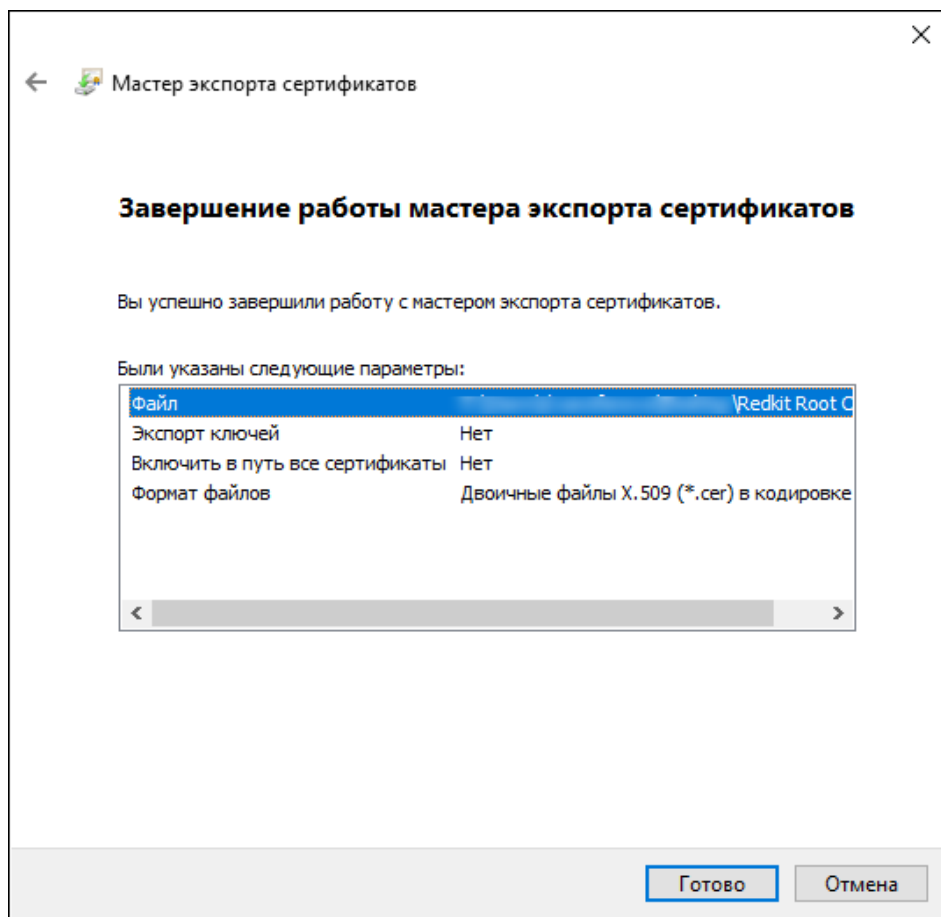 Мастер экспорта сертификатов
Завершение работы мастера экспорта сертификатов
Вы успешно завершили работу с мастером экспорта сертификатов.
Были указаны следующие параметры:
Файл \Redkit Root C
Экспорт ключей Нет
Включить в путь все сертификаты Нет
Формат файлов Двоичные файлы X.509 (*.cer) в кодировке
Готово Отмена